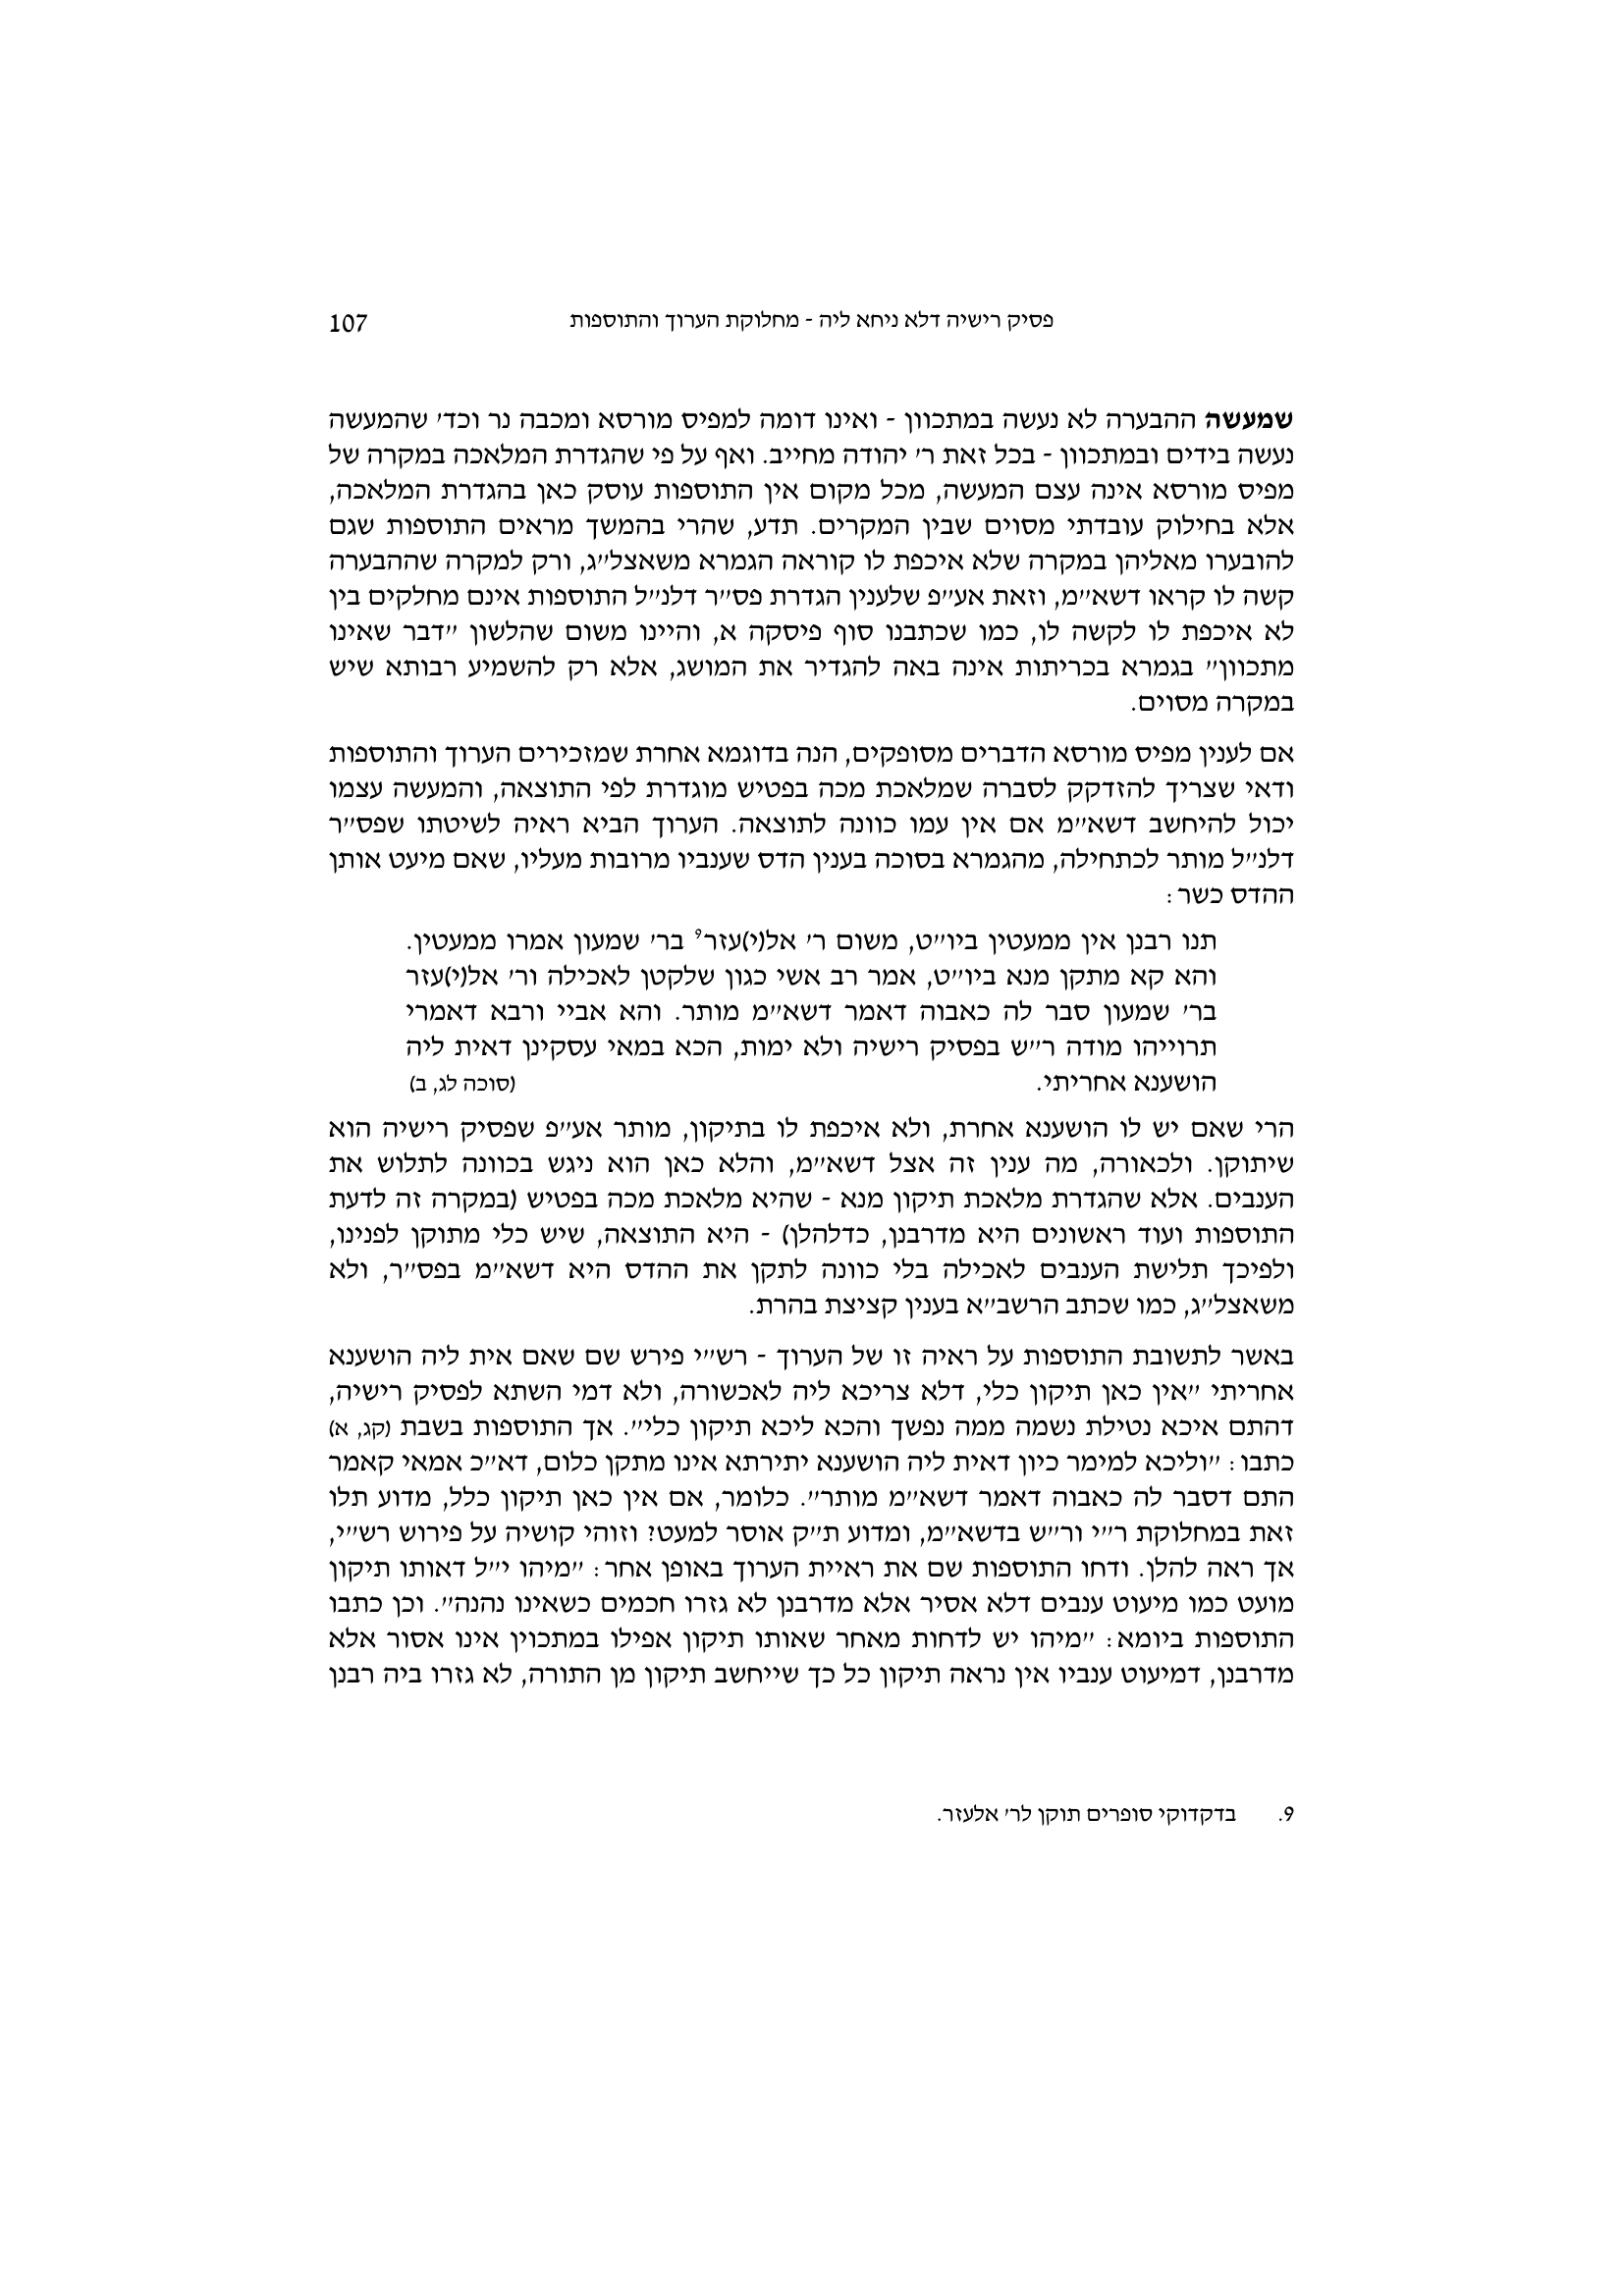 פסיק רישיה דלא ניחא ליה - מחלוקת הערוך והתוספות 107
שמעשה ההבערה לא נעשה במתכוון - ואינו דומה למפיס מורסא ומכבה נר וכד׳ שהמעשה
נעשה בידים ובמתכוון - בכל זאת ר׳ יהודה מחייב. ואף על פי שהגדרת המלאכה במקרה של
מפיס מורסא אינה עצם המעשה, מכל מקום אין התוספות עוסק כאן בהגדרת המלאכה,
אלא בחילוק עובדתי מסוים שבין המקרים. תדע, שהרי בהמשך מראים התוספות שגם
להובערו מאליהן במקרה שלא איכפת לו קוראה הגמרא משאצל״ג, ורק למקרה שההבערה
קשה לו קראו דשא״מ, וזאת אע״פ שלענין הגדרת פס״ר דלנ״ל התוספות אינם מחלקים בין
לא איכפת לו לקשה לו, כמו שכתבנו סוף פיסקה א, והיינו משום שהלשון ״דבר שאינו
מתכוון״ בגמרא בכריתות אינה באה להגדיר את המושג, אלא רק להשמיע רבותא שיש
במקרה מסוים.
אם לענין מפיס מורסא הדברים מסופקים, הנה בדוגמא אחרת שמזכירים הערוך והתוספות
ודאי שצריך להזדקק לסברה שמלאכת מכה בפטיש מוגדרת לפי התוצאה, והמעשה עצמו
יכול להיחשב דשא״מ אם אין עמו כוונה לתוצאה. הערוך הביא ראיה לשיטתו שפס״ר
דלנ״ל מותר לכתחילה, מהגמרא בסוכה בענין הדס שענביו מרובות מעליו, שאם מיעט אותן
ההדס כשר:
תנו רבנן אין ממעטין ביו״ט, משום ר׳ אל(י)עזר⁹ בר׳ שמעון אמרו ממעטין.
והא קא מתקן מנא ביו״ט, אמר רב אשי כגון שלקטן לאכילה ור׳ אל(י)עזר
בר׳ שמעון סבר לה כאבוה דאמר דשא״מ מותר. והא אביי ורבא דאמרי
תרוייהו מודה ר״ש בפסיק רישיה ולא ימות, הכא במאי עסקינן דאית ליה
הושענא אחריתי. (סוכה לג, ב)
הרי שאם יש לו הושענא אחרת, ולא איכפת לו בתיקון, מותר אע״פ שפסיק רישיה הוא
שיתוקן. ולכאורה, מה ענין זה אצל דשא״מ, והלא כאן הוא ניגש בכוונה לתלוש את
הענבים. אלא שהגדרת מלאכת תיקון מנא - שהיא מלאכת מכה בפטיש (במקרה זה לדעת
התוספות ועוד ראשונים היא מדרבנן, כדלהלן) - היא התוצאה, שיש כלי מתוקן לפנינו,
ולפיכך תלישת הענבים לאכילה בלי כוונה לתקן את ההדס היא דשא״מ בפס״ר, ולא
משאצל״ג, כמו שכתב הרשב״א בענין קציצת בהרת.
באשר לתשובת התוספות על ראיה זו של הערוך - רש״י פירש שם שאם אית ליה הושענא
אחריתי ״אין כאן תיקון כלי, דלא צריכא ליה לאכשורה, ולא דמי השתא לפסיק רישיה,
דהתם איכא נטילת נשמה ממה נפשך והכא ליכא תיקון כלי״. אך התוספות בשבת (קג, א)
כתבו: ״וליכא למימר כיון דאית ליה הושענא יתירתא אינו מתקן כלום, דא״כ אמאי קאמר
התם דסבר לה כאבוה דאמר דשא״מ מותר״. כלומר, אם אין כאן תיקון כלל, מדוע תלו
זאת במחלוקת ר״י ור״ש בדשא״מ, ומדוע ת״ק אוסר למעט? וזוהי קושיה על פירוש רש״י,
אך ראה להלן. ודחו התוספות שם את ראיית הערוך באופן אחר: ״מיהו י״ל דאותו תיקון
מועט כמו מיעוט ענבים דלא אסיר אלא מדרבנן לא גזרו חכמים כשאינו נהנה״. וכן כתבו
התוספות ביומא: ״מיהו יש לדחות מאחר שאותו תיקון אפילו במתכוין אינו אסור אלא
מדרבנן, דמיעוט ענביו אין נראה תיקון כל כך שייחשב תיקון מן התורה, לא גזרו ביה רבנן
9. בדקדוקי סופרים תוקן לר׳ אלעזר.